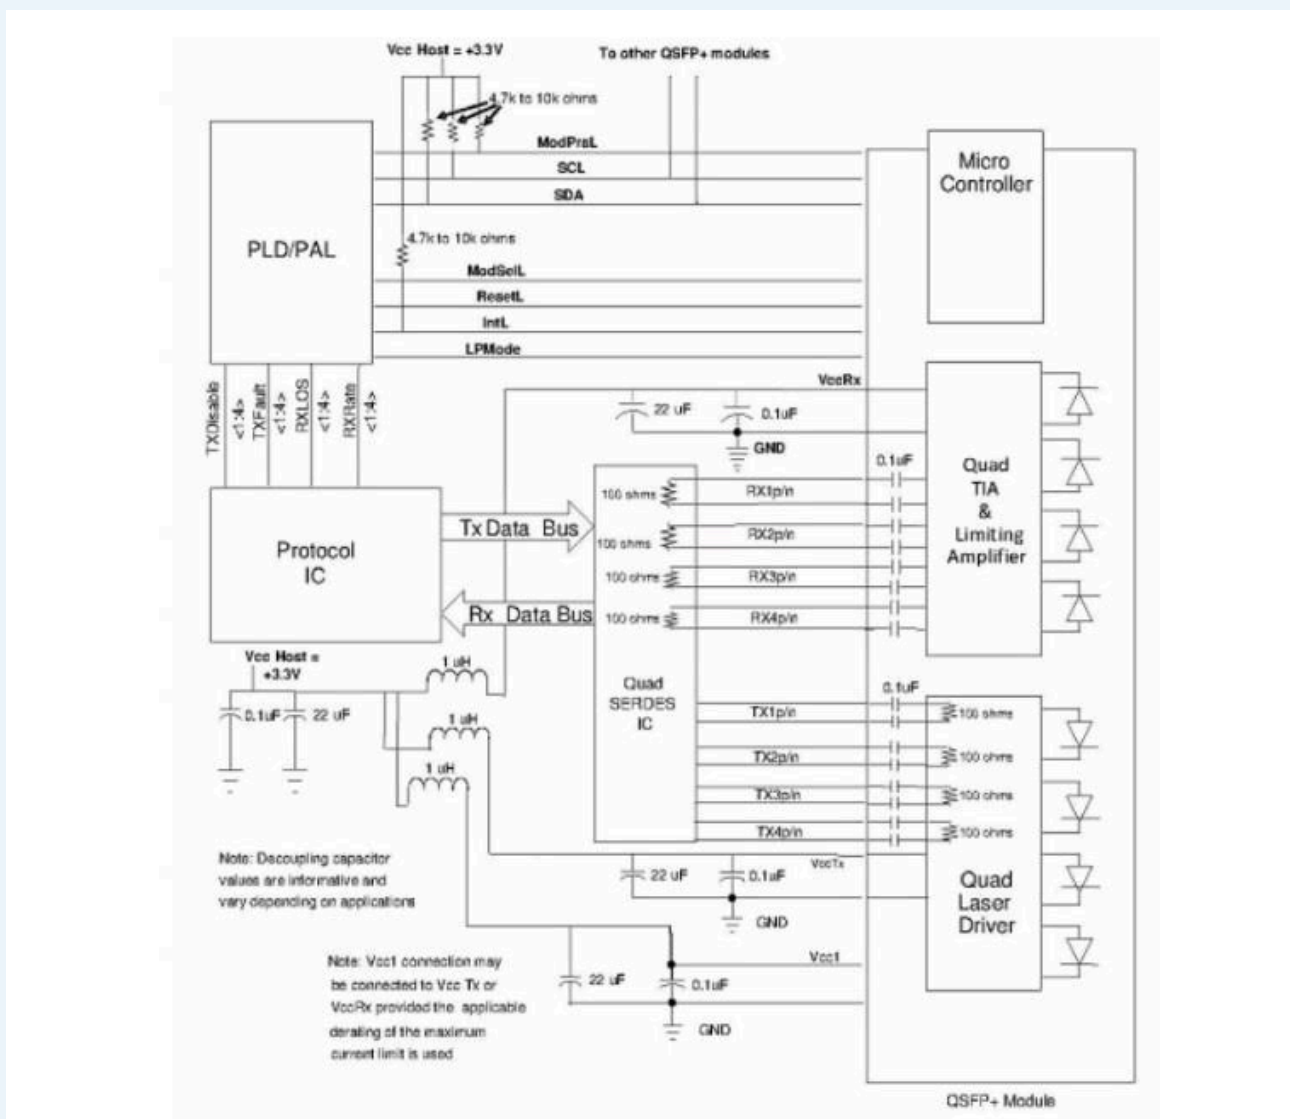 Vcc Host = +3.3V
To other QSFP+ modules
4.7k to 10k ohms
ModPrsL
SCL
SDA
Micro
Controller
PLD/PAL
4.7k to 10k ohms
ModSelL
ResetL
IntL
LPMode
TXDisable
<1:4>
TXFault
<1:4>
RXLOS
<1:4>
RXRate
<1:4>
VccRx
22 uF
0.1uF
GND
0.1uF
Quad
TIA
&
Limiting
Amplifier
100 ohms
RX1p/n
100 ohms
RX2p/n
100 ohms
RX3p/n
100 ohms
RX4p/n
Protocol
IC
Tx Data Bus
Rx Data Bus
Vcc Host =
+3.3V
0.1uF
22 uF
1 uH
1 uH
1 uH
Quad
SERDES
IC
0.1uF
TX1p/n
100 ohms
TX2p/n
100 ohms
TX3p/n
100 ohms
TX4p/n
100 ohms
VccTx
22 uF
0.1uF
GND
Quad
Laser
Driver
Note: Decoupling capacitor
values are informative and
vary depending on applications
Vcc1
22 uF
0.1uF
GND
Note: Vcc1 connection may
be connected to Vcc Tx or
VccRx provided the applicable
derating of the maximum
current limit is used
QSFP+ Module